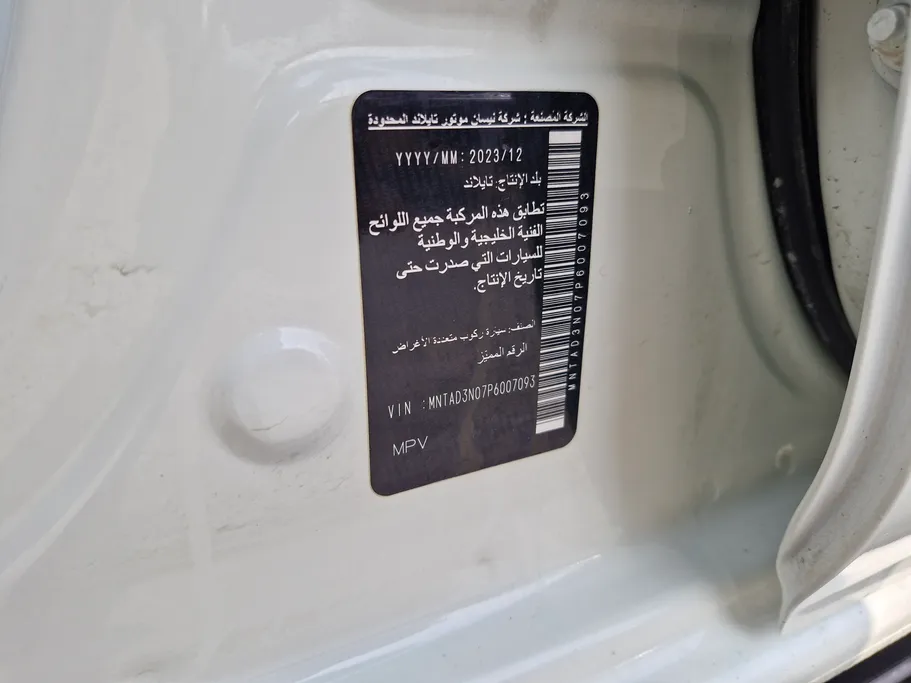 الشركة المصنعة : شركة نيسان موتور تايلاند المحدودة
YYYY/MM: 2023/12
بلد الإنتاج: تايلاند
تطابق هذه المركبة جميع اللوائح
الفنية الخليجية والوطنية
للسيارات التي صدرت حتى
تاريخ الإنتاج.
الصنف: سيارة ركوب متعددة الأغراض
الرقم المميّز
VIN :MNTAD3N07P6007093
MPV
MNTAD3N07P6007093